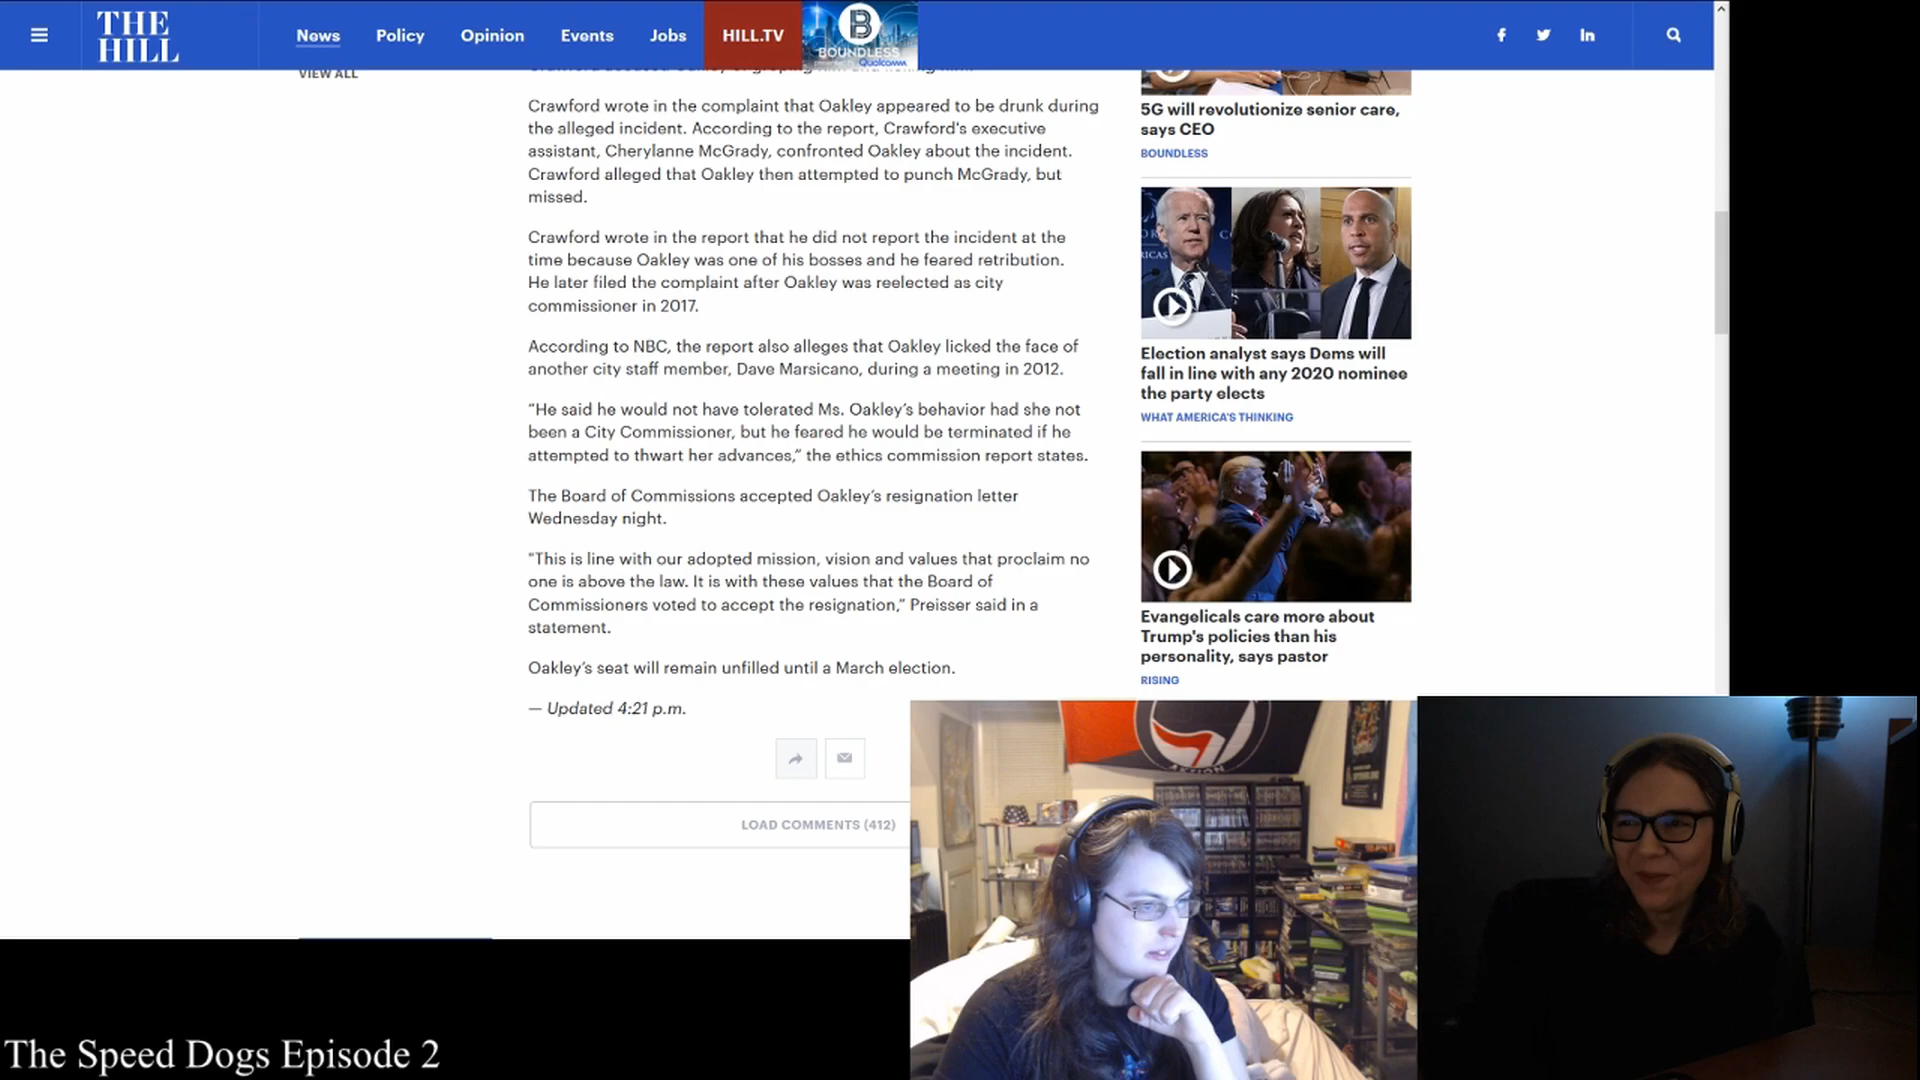 THE
HILL
News
Policy
Opinion
Events
Jobs
HILL.TV
B
BOUNDLESS
Qualcomm
VIEW ALL
Crawford wrote in the complaint that Oakley appeared to be drunk during
the alleged incident. According to the report, Crawford's executive
assistant, Cherylanne McGrady, confronted Oakley about the incident.
Crawford alleged that Oakley then attempted to punch McGrady, but
missed.
Crawford wrote in the report that he did not report the incident at the
time because Oakley was one of his bosses and he feared retribution.
He later filed the complaint after Oakley was reelected as city
commissioner in 2017.
According to NBC, the report also alleges that Oakley licked the face of
another city staff member, Dave Marsicano, during a meeting in 2012.
“He said he would not have tolerated Ms. Oakley’s behavior had she not
been a City Commissioner, but he feared he would be terminated if he
attempted to thwart her advances,” the ethics commission report states.
The Board of Commissions accepted Oakley’s resignation letter
Wednesday night.
"This is line with our adopted mission, vision and values that proclaim no
one is above the law. It is with these values that the Board of
Commissioners voted to accept the resignation,” Preisser said in a
statement.
Oakley’s seat will remain unfilled until a March election.
— Updated 4:21 p.m.
LOAD COMMENTS (412)
5G will revolutionize senior care,
says CEO
BOUNDLESS
Election analyst says Dems will
fall in line with any 2020 nominee
the party elects
WHAT AMERICA'S THINKING
Evangelicals care more about
Trump's policies than his
personality, says pastor
RISING
AKTION
The Speed Dogs Episode 2